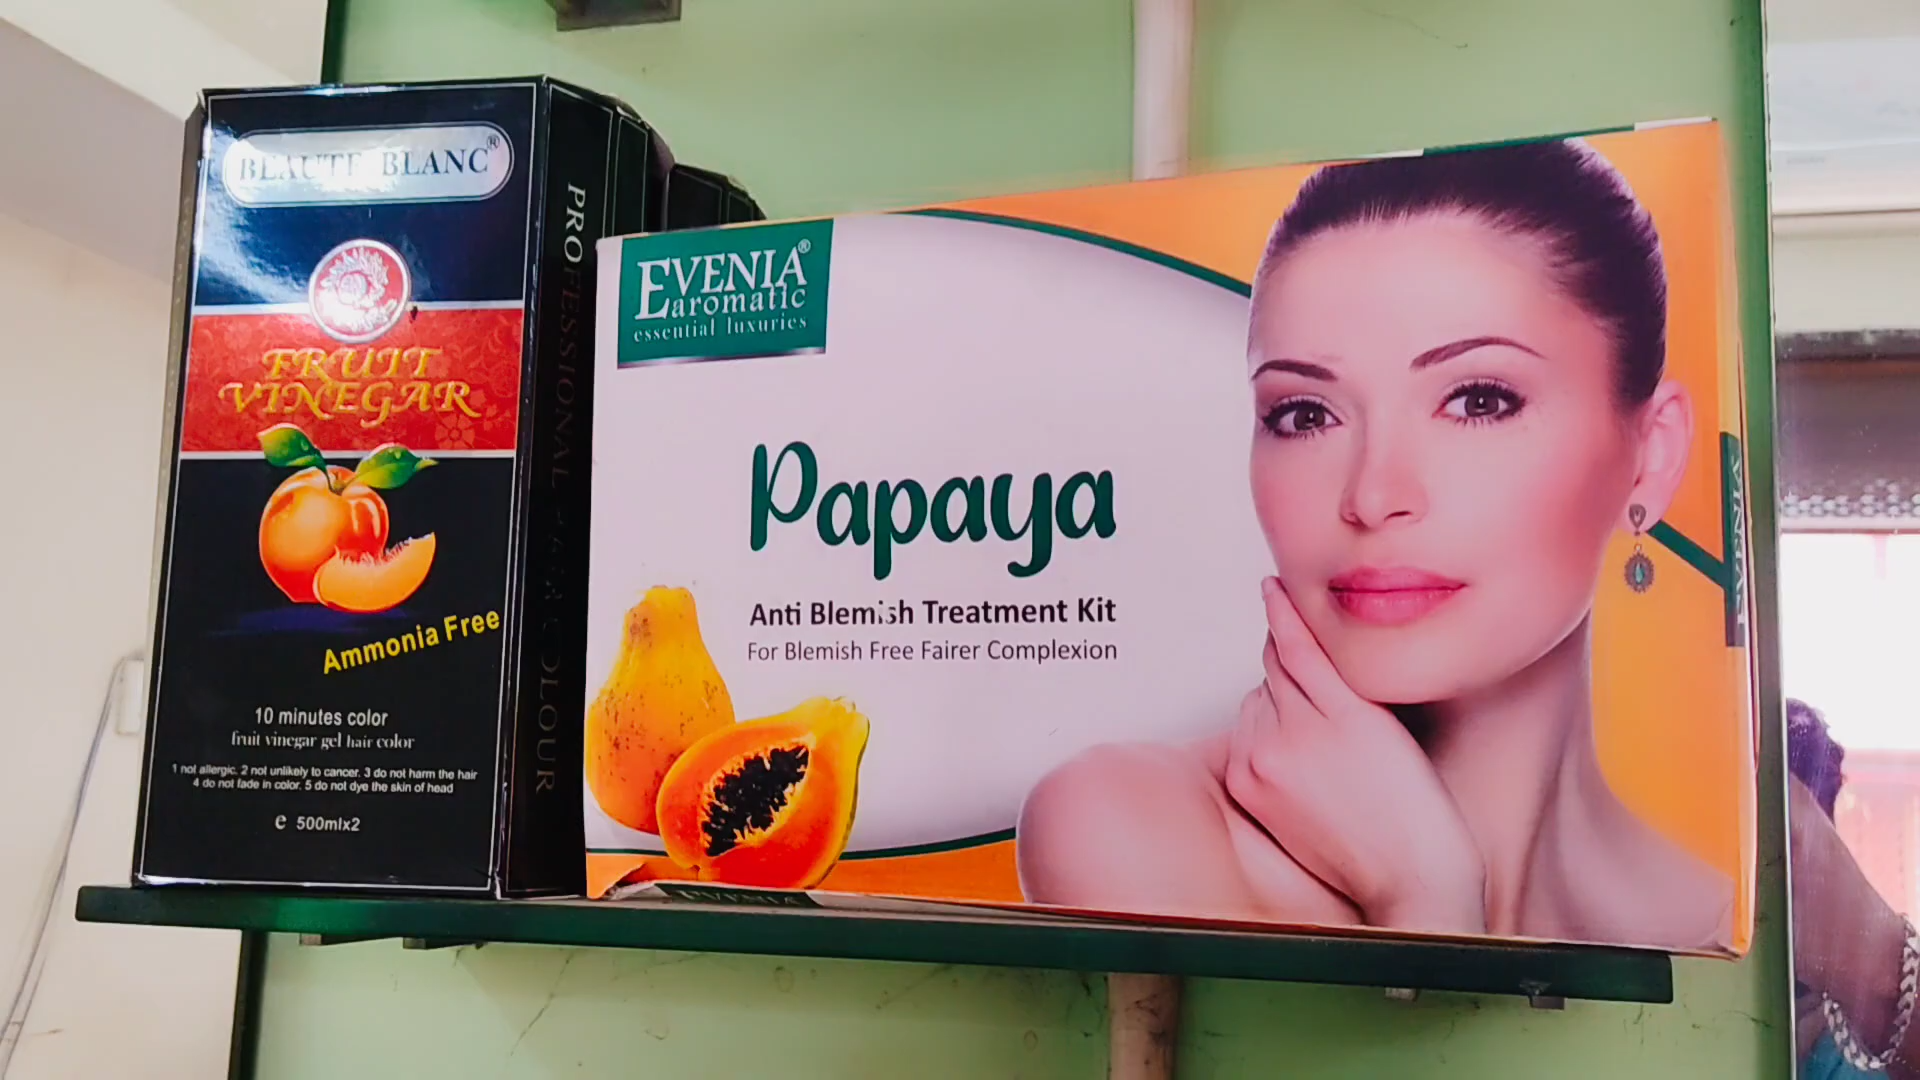 BEAUTE BLANC®
FRUIT
VINEGAR
Ammonia Free
10 minutes color
fruit vinegar gel hair color
1 not allergic. 2 not unlikely to cancer. 3 do not harm the hair
4 do not fade in color. 5 do not dye the skin of head
e 500mlx2
PROFESSIONAL HAIR COLOUR
EVENIA®
aromatic
essential luxuries
Papaya
Anti Blemish Treatment Kit
For Blemish Free Fairer Complexion
EVENIA